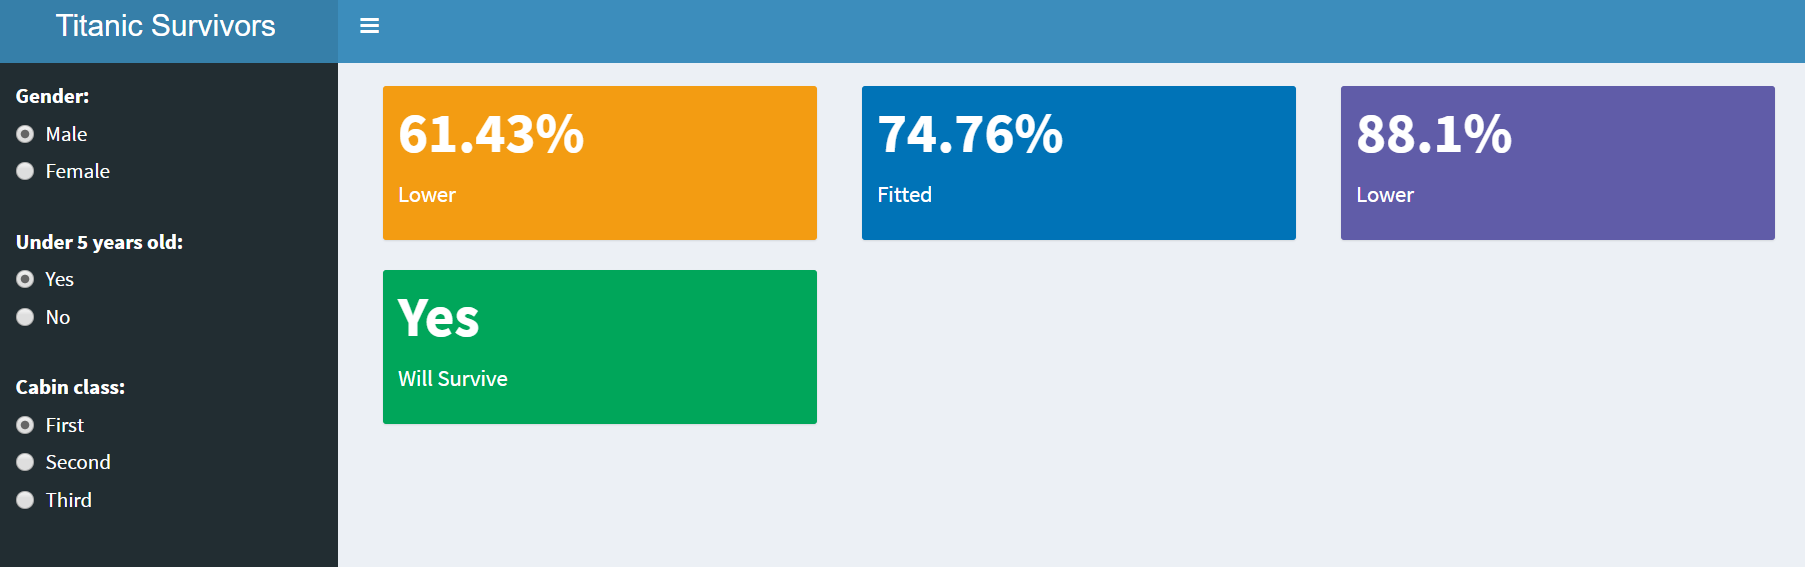 Titanic Survivors
Gender:
Male
Female
Under 5 years old:
Yes
No
Cabin class:
First
Second
Third
61.43%
Lower
74.76%
Fitted
88.1%
Lower
Yes
Will Survive